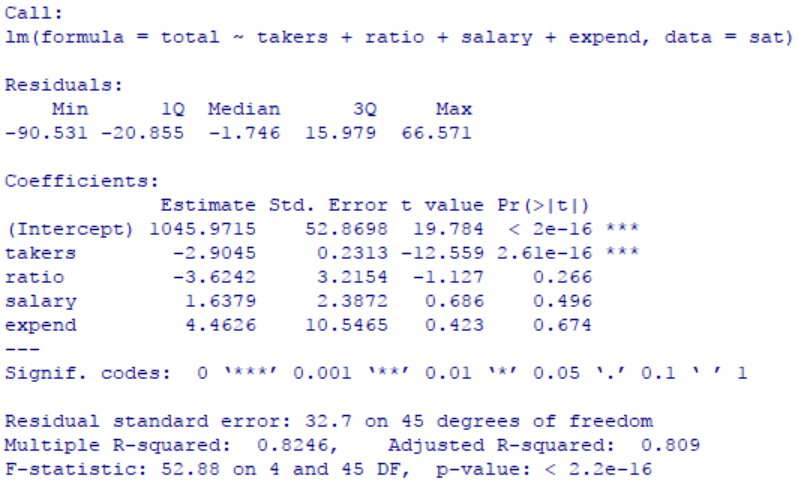 Call:
lm(formula = total ~ takers + ratio + salary + expend, data = sat)
Residuals:
    Min      1Q  Median      3Q     Max
-90.531 -20.855  -1.746  15.979  66.571
Coefficients:
             Estimate Std. Error t value Pr(>|t|)
(Intercept) 1045.9715    52.8698  19.784  < 2e-16 ***
takers        -2.9045     0.2313 -12.559 2.61e-16 ***
ratio         -3.6242     3.2154  -1.127    0.266
salary         1.6379     2.3872   0.686    0.496
expend         4.4626    10.5465   0.423    0.674
---
Signif. codes:  0 ‘***’ 0.001 ‘**’ 0.01 ‘*’ 0.05 ‘.’ 0.1 ‘ ’ 1
Residual standard error: 32.7 on 45 degrees of freedom
Multiple R-squared:  0.8246,    Adjusted R-squared:  0.809
F-statistic: 52.88 on 4 and 45 DF,  p-value: < 2.2e-16